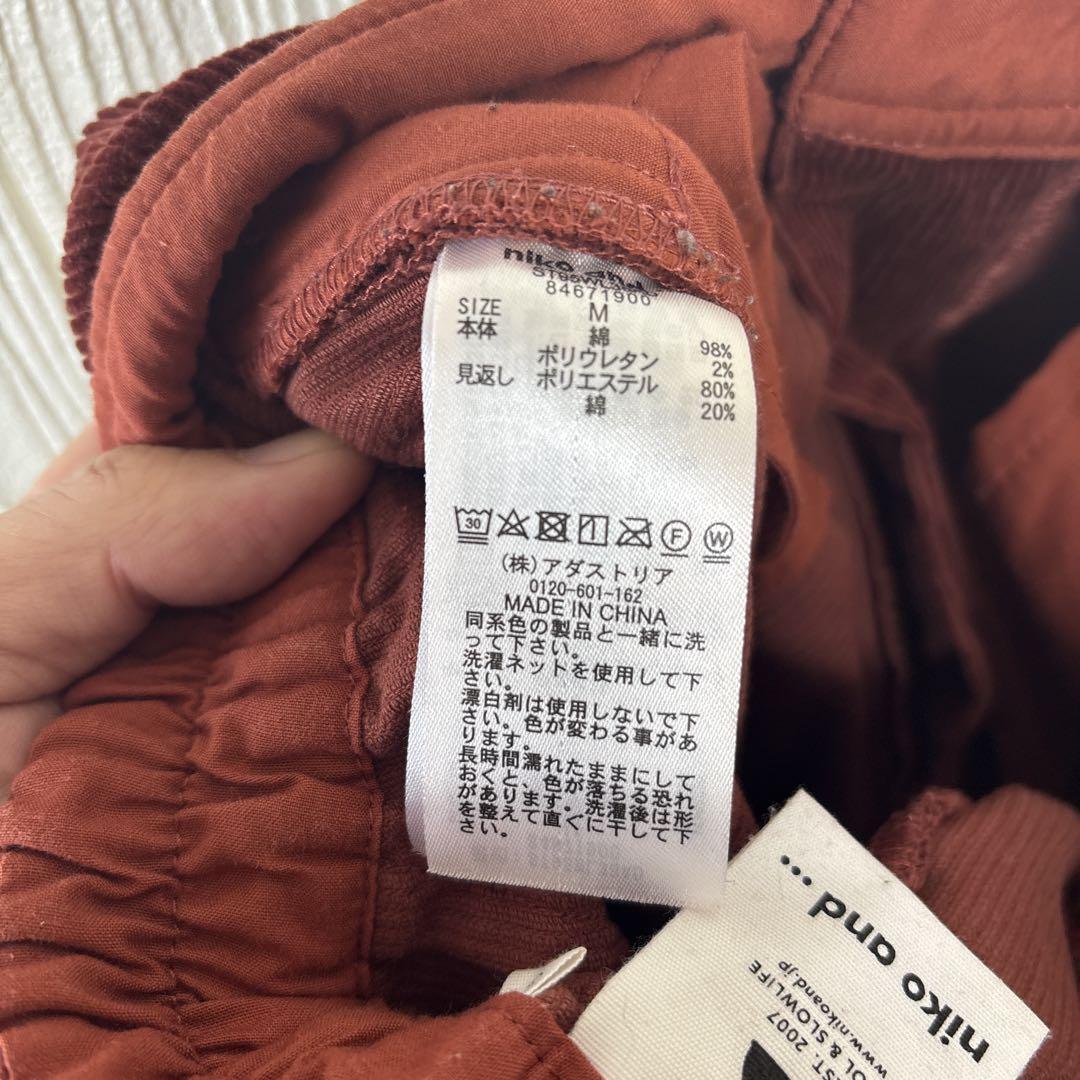 niko and
84671900
SIZE M
本体 綿 98%
ポリウレタン 2%
見返し ポリエステル 80%
綿 20%
30
F W
(株)アダストリア
0120-601-162
MADE IN CHINA
同系色の製品と一緒に洗
って下さい。
洗濯ネットを使用して下
さい。
漂白剤は使用しないで下
さい。色が変わる事があ
ります。
長時間濡れたままにして
おくと、色が落ちる恐れ
があります。洗濯後は形
を整えて直ぐに干して下
さい。
niko and ...
EST. 2007
OL & SLOWLIFE
www.nikoand.jp